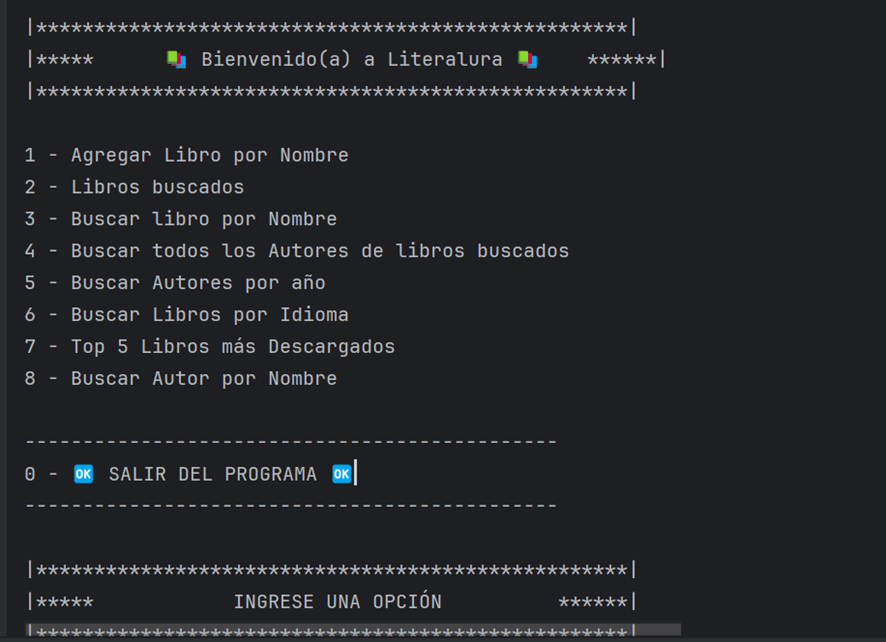 |***************************************************|
|*****      📚 Bienvenido(a) a Literalura 📚    ******|
|***************************************************|
1 - Agregar Libro por Nombre
2 - Libros buscados
3 - Buscar libro por Nombre
4 - Buscar todos los Autores de libros buscados
5 - Buscar Autores por año
6 - Buscar Libros por Idioma
7 - Top 5 Libros más Descargados
8 - Buscar Autor por Nombre
----------------------------------------------
0 - 🆗 SALIR DEL PROGRAMA 🆗
----------------------------------------------
|***************************************************|
|*****            INGRESE UNA OPCIÓN          ******|
|***************************************************|